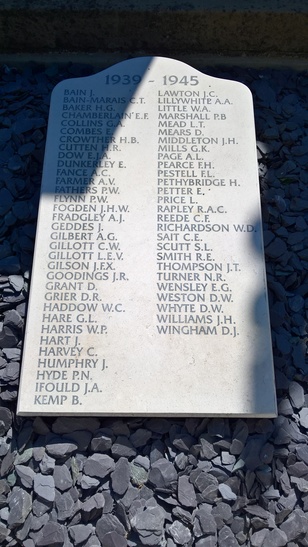 1939 - 1945
BAIN J.
BAIN-MARAIS C.T.
BAKER H.G.
CHAMBERLAIN E.F.
COLLINS G.A.
COMBES E.
CROWTHER H.B.
CUTTEN H.R.
DOW E.J.A.
DUNKERLEY E.
FANCE A.C.
FARMER A.V.
FATHERS P.W.
FLYNN P.W.
FOGDEN J.H.W.
FRADGLEY A.J.
GEDDES J.
GILBERT A.G.
GILLOTT C.W.
GILLOTT L.E.V.
GILSON J.F.X.
GOODINGS J.R.
GRANT D.
GRIER D.R.
HADDOW W.C.
HARE G.L.
HARRIS W.P.
HART J.
HARVEY C.
HUMPHRY J.
HYDE P.N.
IFOULD J.A.
KEMP B.
LAWTON J.C.
LILLYWHITE A.A.
LITTLE W.A.
MARSHALL P.B
MEAD L.T.
MEARS D.
MIDDLETON J.H.
MILLS G.K.
PAGE A.L.
PEARCE F.H.
PESTELL F.L.
PETHYBRIDGE H.
PETTER E.
PRICE L.
RAPLEY R.A.C.
REEDE C.F.
RICHARDSON W.D.
SAIT C.E.
SCUTT S.L.
SMITH R.E.
THOMPSON J.T.
TURNER N.R.
WENSLEY E.G.
WESTON D.W.
WHYTE D.W.
WILLIAMS J.H.
WINGHAM D.J.